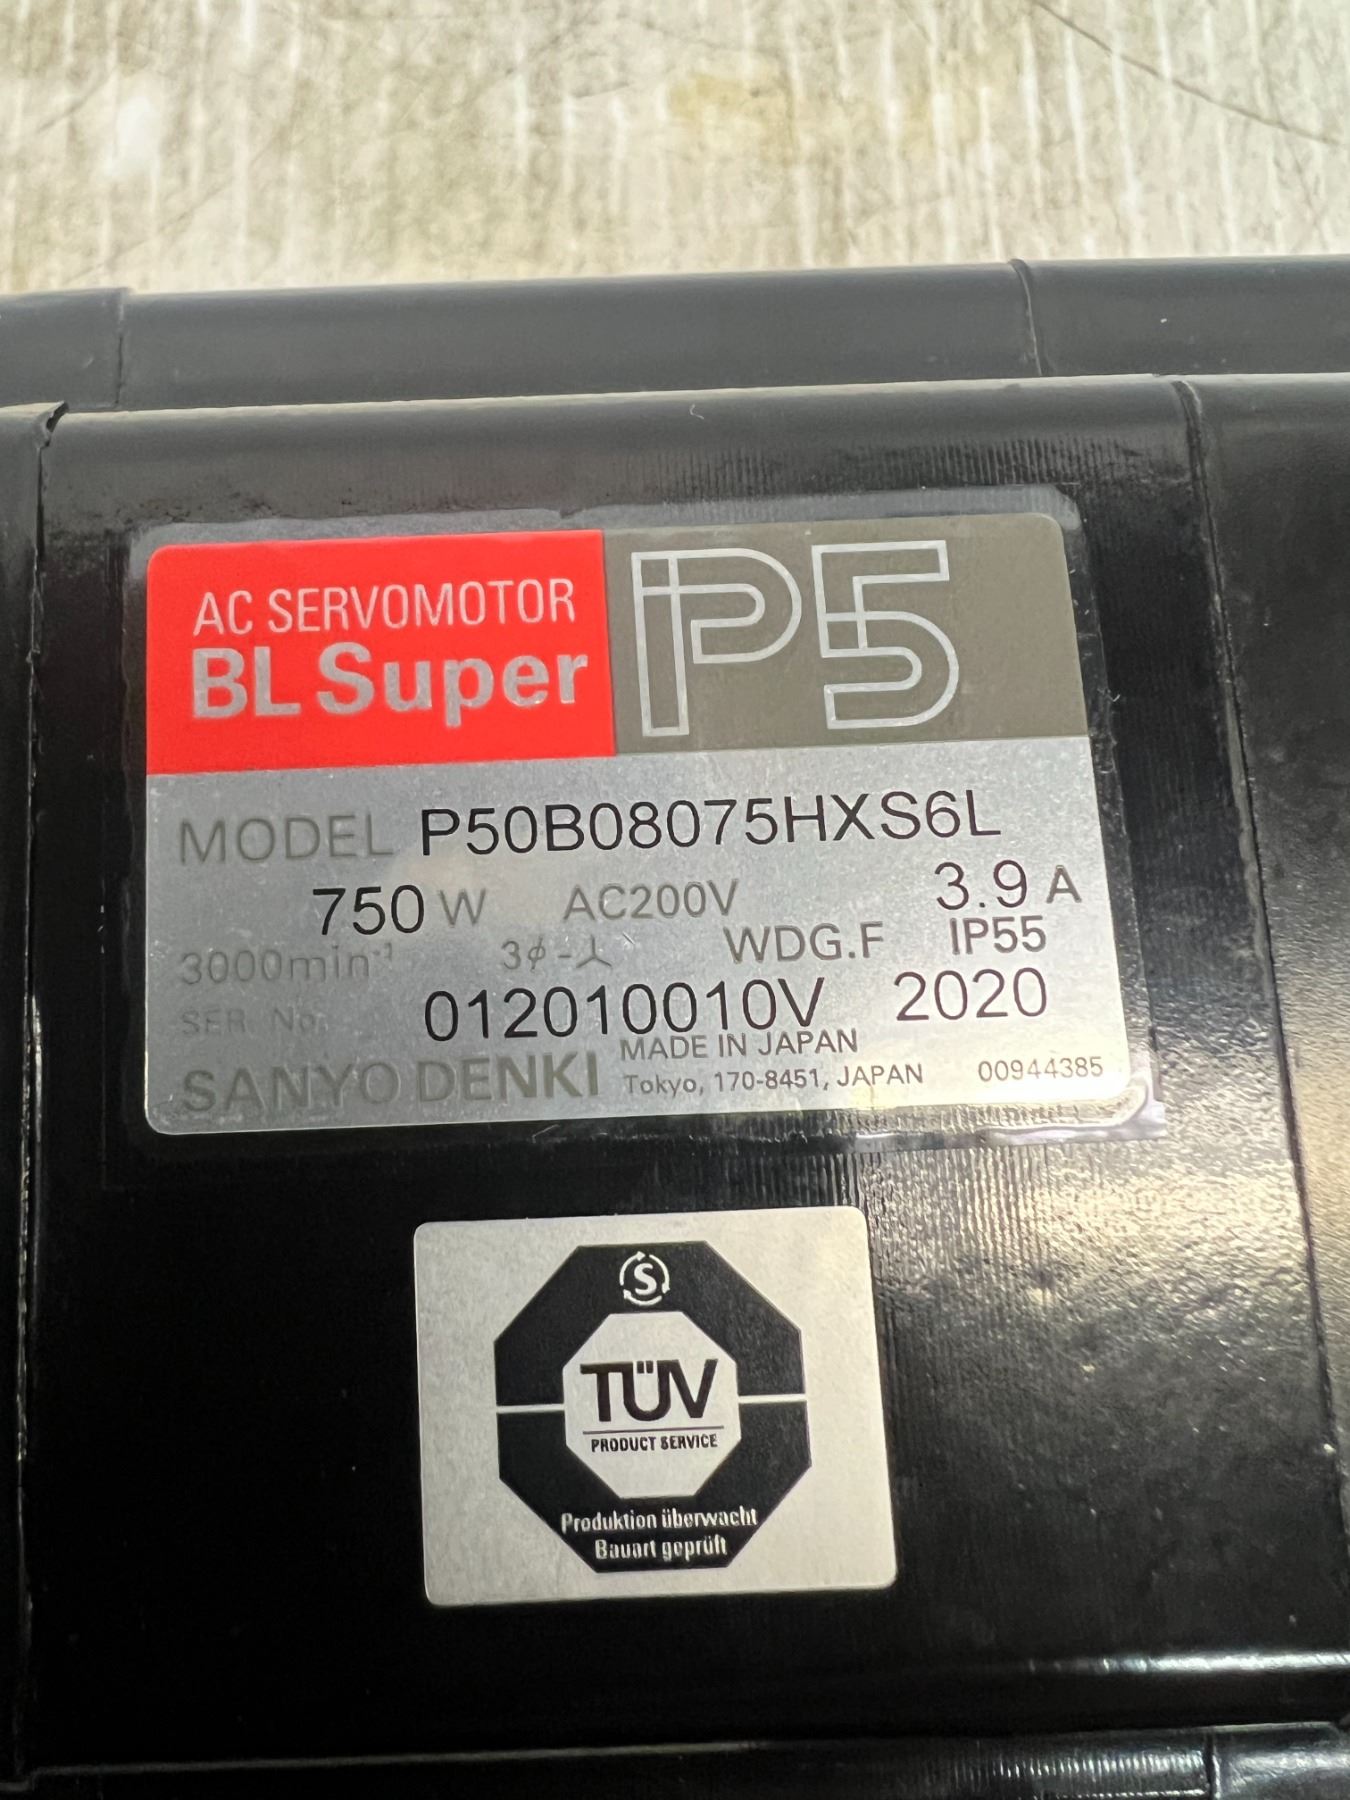 AC SERVOMOTOR
BL Super
P5
MODEL P50B08075HXS6L
750 W AC200V 3.9 A
3000min⁻¹ 3ϕ-⅄ WDG.F IP55
SER. No. 012010010V 2020
SANYO DENKI MADE IN JAPAN
Tokyo, 170-8451, JAPAN 00944385
S
TÜV
PRODUCT SERVICE
Produktion überwacht
Bauart geprüft